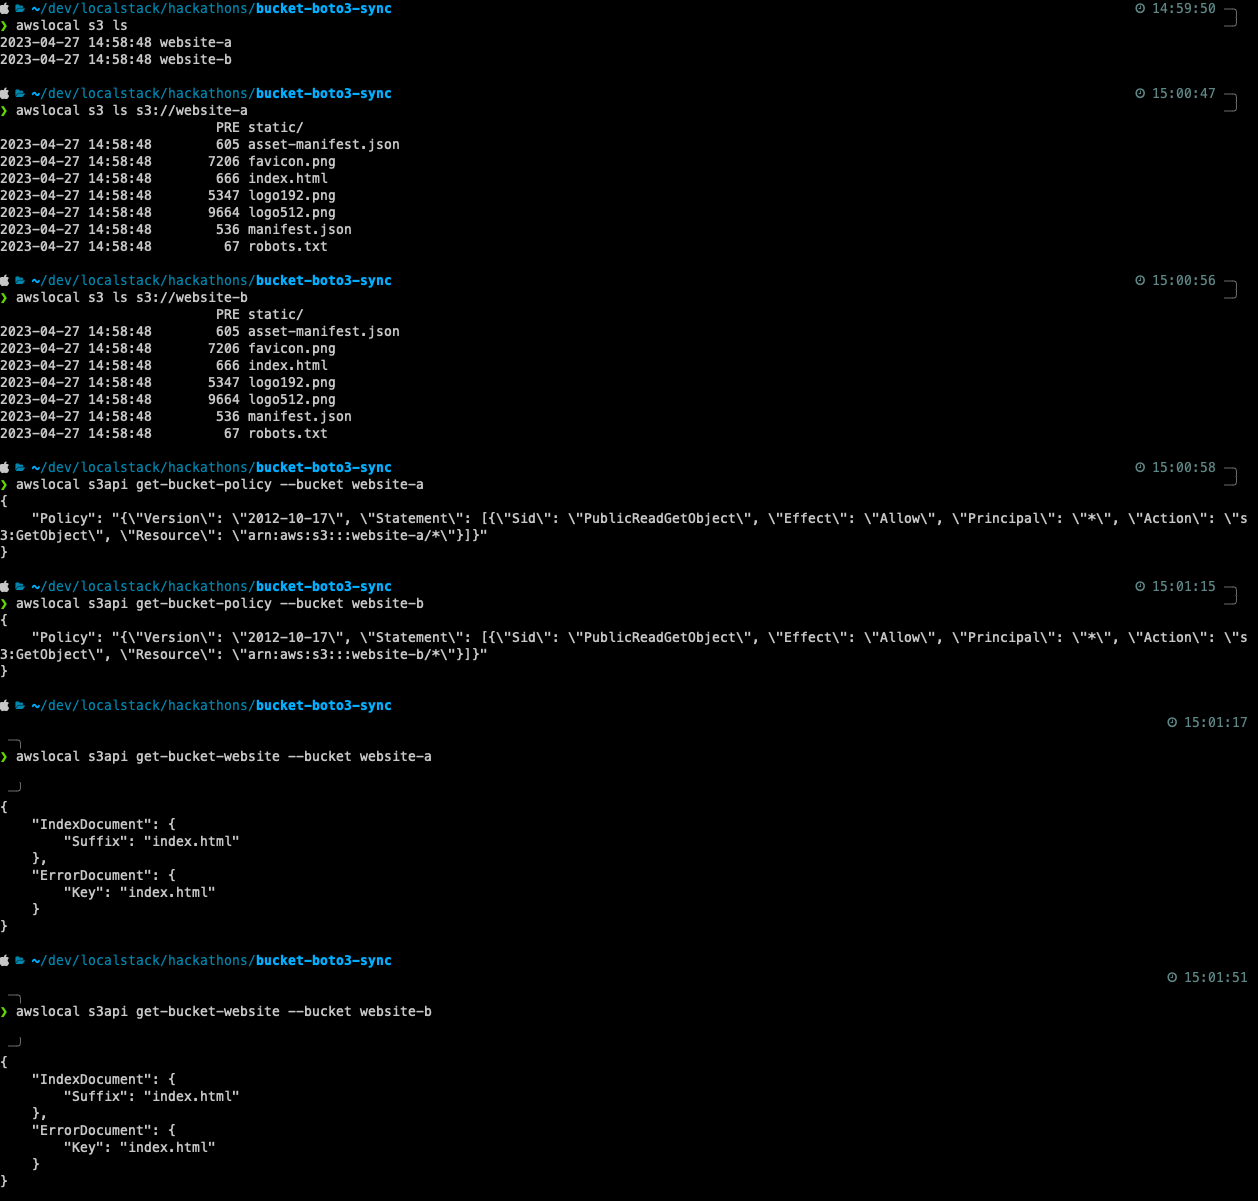 ~/dev/localstack/hackathons/bucket-boto3-sync 14:59:50
❯ awslocal s3 ls
2023-04-27 14:58:48 website-a
2023-04-27 14:58:48 website-b
~/dev/localstack/hackathons/bucket-boto3-sync 15:00:47
❯ awslocal s3 ls s3://website-a
                           PRE static/
2023-04-27 14:58:48        605 asset-manifest.json
2023-04-27 14:58:48       7206 favicon.png
2023-04-27 14:58:48        666 index.html
2023-04-27 14:58:48       5347 logo192.png
2023-04-27 14:58:48       9664 logo512.png
2023-04-27 14:58:48        536 manifest.json
2023-04-27 14:58:48         67 robots.txt
~/dev/localstack/hackathons/bucket-boto3-sync 15:00:56
❯ awslocal s3 ls s3://website-b
                           PRE static/
2023-04-27 14:58:48        605 asset-manifest.json
2023-04-27 14:58:48       7206 favicon.png
2023-04-27 14:58:48        666 index.html
2023-04-27 14:58:48       5347 logo192.png
2023-04-27 14:58:48       9664 logo512.png
2023-04-27 14:58:48        536 manifest.json
2023-04-27 14:58:48         67 robots.txt
~/dev/localstack/hackathons/bucket-boto3-sync 15:00:58
❯ awslocal s3api get-bucket-policy --bucket website-a
{
    "Policy": "{\"Version\": \"2012-10-17\", \"Statement\": [{\"Sid\": \"PublicReadGetObject\", \"Effect\": \"Allow\", \"Principal\": \"*\", \"Action\": \"s
3:GetObject\", \"Resource\": \"arn:aws:s3:::website-a/*\"}]}"
}
~/dev/localstack/hackathons/bucket-boto3-sync 15:01:15
❯ awslocal s3api get-bucket-policy --bucket website-b
{
    "Policy": "{\"Version\": \"2012-10-17\", \"Statement\": [{\"Sid\": \"PublicReadGetObject\", \"Effect\": \"Allow\", \"Principal\": \"*\", \"Action\": \"s
3:GetObject\", \"Resource\": \"arn:aws:s3:::website-b/*\"}]}"
}
~/dev/localstack/hackathons/bucket-boto3-sync
15:01:17
❯ awslocal s3api get-bucket-website --bucket website-a
{
    "IndexDocument": {
        "Suffix": "index.html"
    },
    "ErrorDocument": {
        "Key": "index.html"
    }
}
~/dev/localstack/hackathons/bucket-boto3-sync
15:01:51
❯ awslocal s3api get-bucket-website --bucket website-b
{
    "IndexDocument": {
        "Suffix": "index.html"
    },
    "ErrorDocument": {
        "Key": "index.html"
    }
}